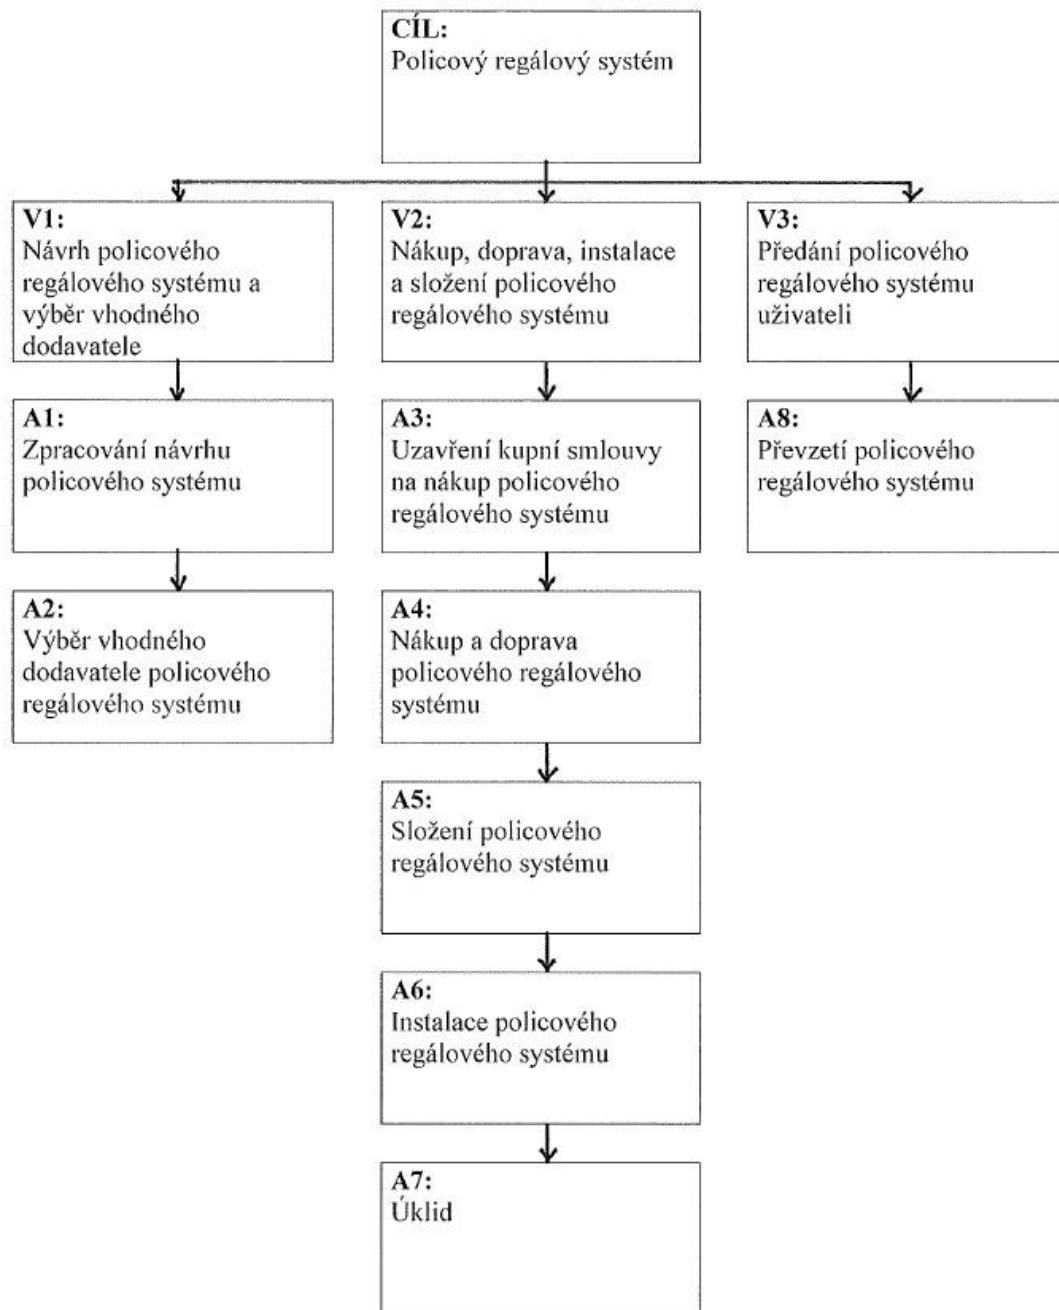 CÍL:
Policový regálový systém
V1:
Návrh policového
regálového systému a
výběr vhodného
dodavatele
V2:
Nákup, doprava, instalace
a složení policového
regálového systému
V3:
Předání policového
regálového systému
uživateli
A1:
Zpracování návrhu
policového systému
A3:
Uzavření kupní smlouvy
na nákup policového
regálového systému
A8:
Převzetí policového
regálového systému
A2:
Výběr vhodného
dodavatele policového
regálového systému
A4:
Nákup a doprava
policového regálového
systému
A5:
Složení policového
regálového systému
A6:
Instalace policového
regálového systému
A7:
Úklid